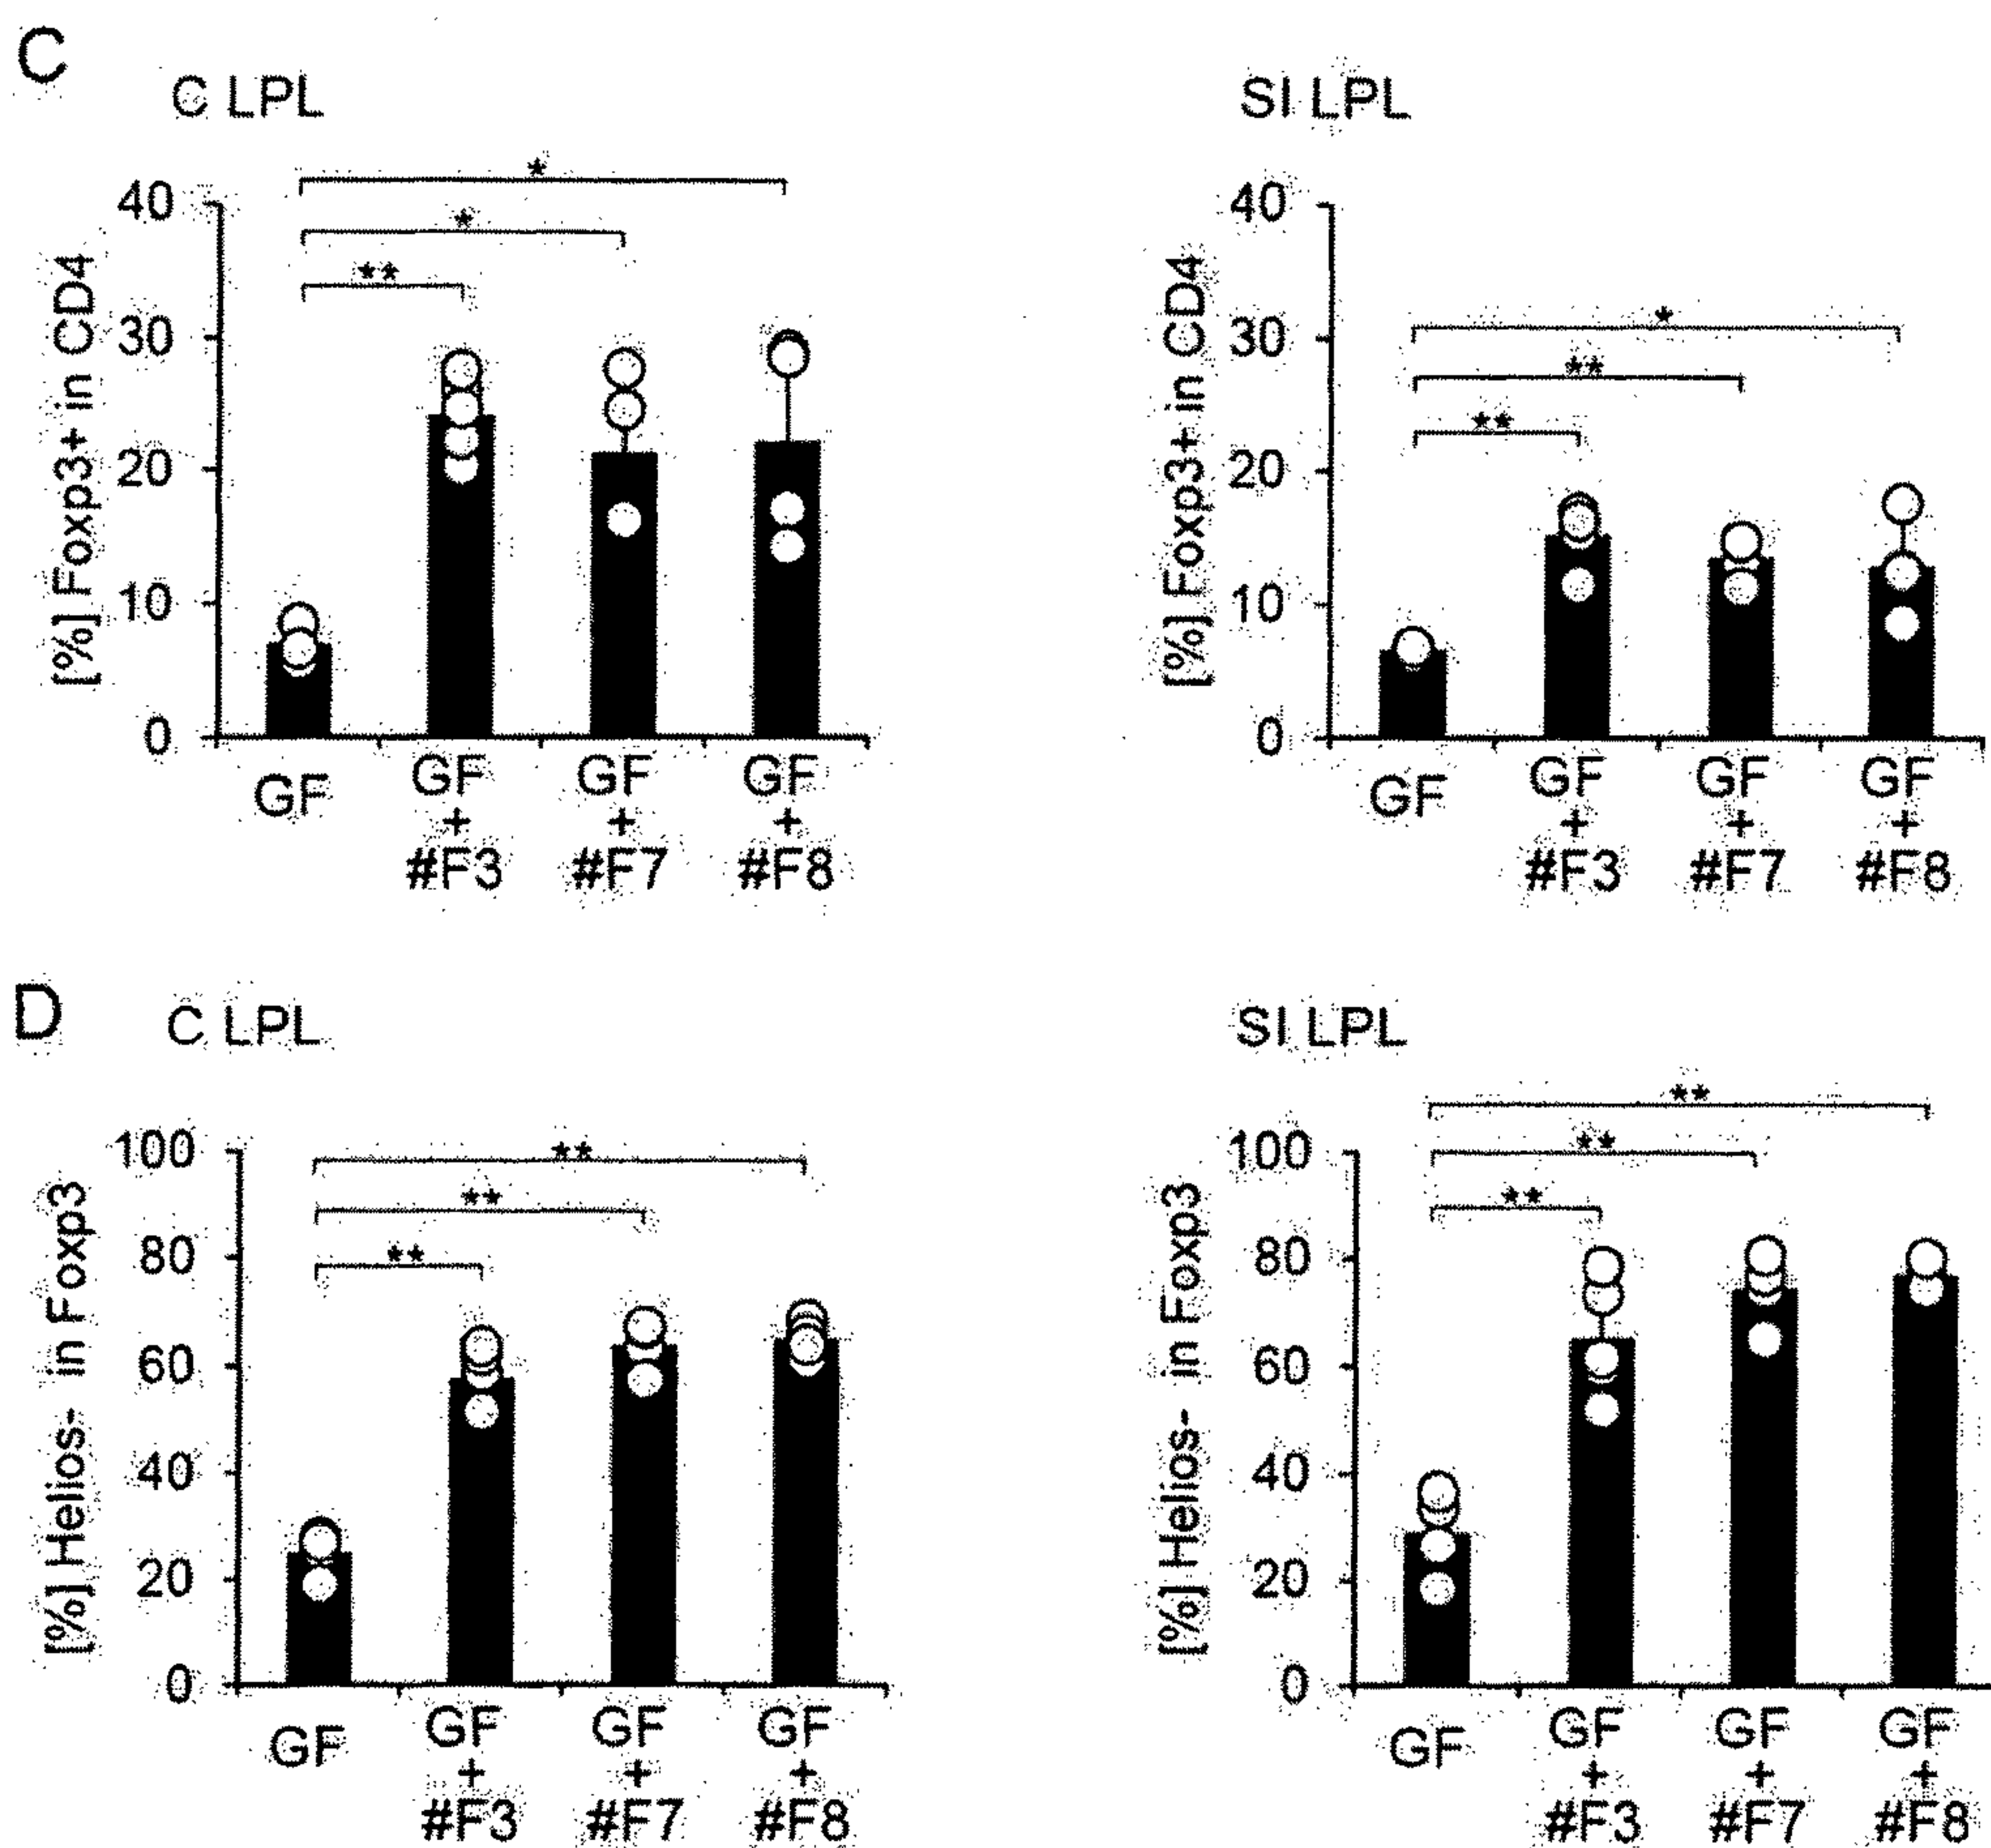 C
C LPL
SI LPL
[%] Foxp3+ in CD4
40
30
20
10
0
*
*
**
GF
GF
+
#F3
GF
+
#F7
GF
+
#F8
[%] Foxp3+ in CD4
40
30
20
10
0
*
**
**
GF
GF
+
#F3
GF
+
#F7
GF
+
#F8
D
C LPL
SI LPL
[%] Helios- in Foxp3
100
80
60
40
20
0
**
**
**
GF
GF
+
#F3
GF
+
#F7
GF
+
#F8
[%] Helios- in Foxp3
100
80
60
40
20
0
**
**
**
GF
GF
+
#F3
GF
+
#F7
GF
+
#F8